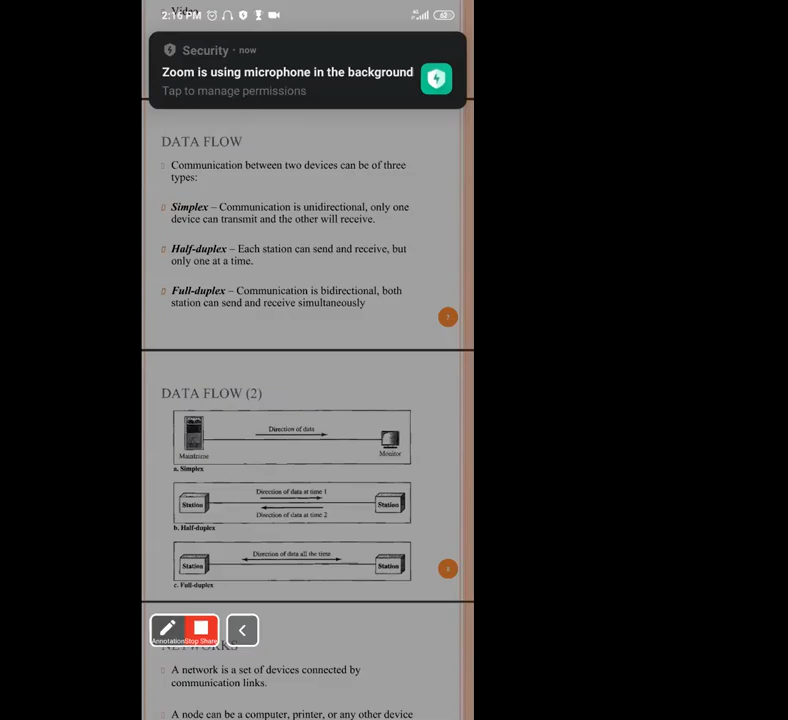 Video
2:16 PM
4G
63
Security · now
Zoom is using microphone in the background
Tap to manage permissions
DATA FLOW
Communication between two devices can be of three
types:
Simplex – Communication is unidirectional, only one
device can transmit and the other will receive.
Half-duplex – Each station can send and receive, but
only one at a time.
Full-duplex – Communication is bidirectional, both
station can send and receive simultaneously
7
DATA FLOW (2)
Direction of data
Mainframe
Monitor
a. Simplex
Direction of data at time 1
Station
Station
Direction of data at time 2
b. Half-duplex
Direction of data all the time
Station
Station
8
c. Full-duplex
Annotation
Stop Share
NETWORKS
A network is a set of devices connected by
communication links.
A node can be a computer, printer, or any other device